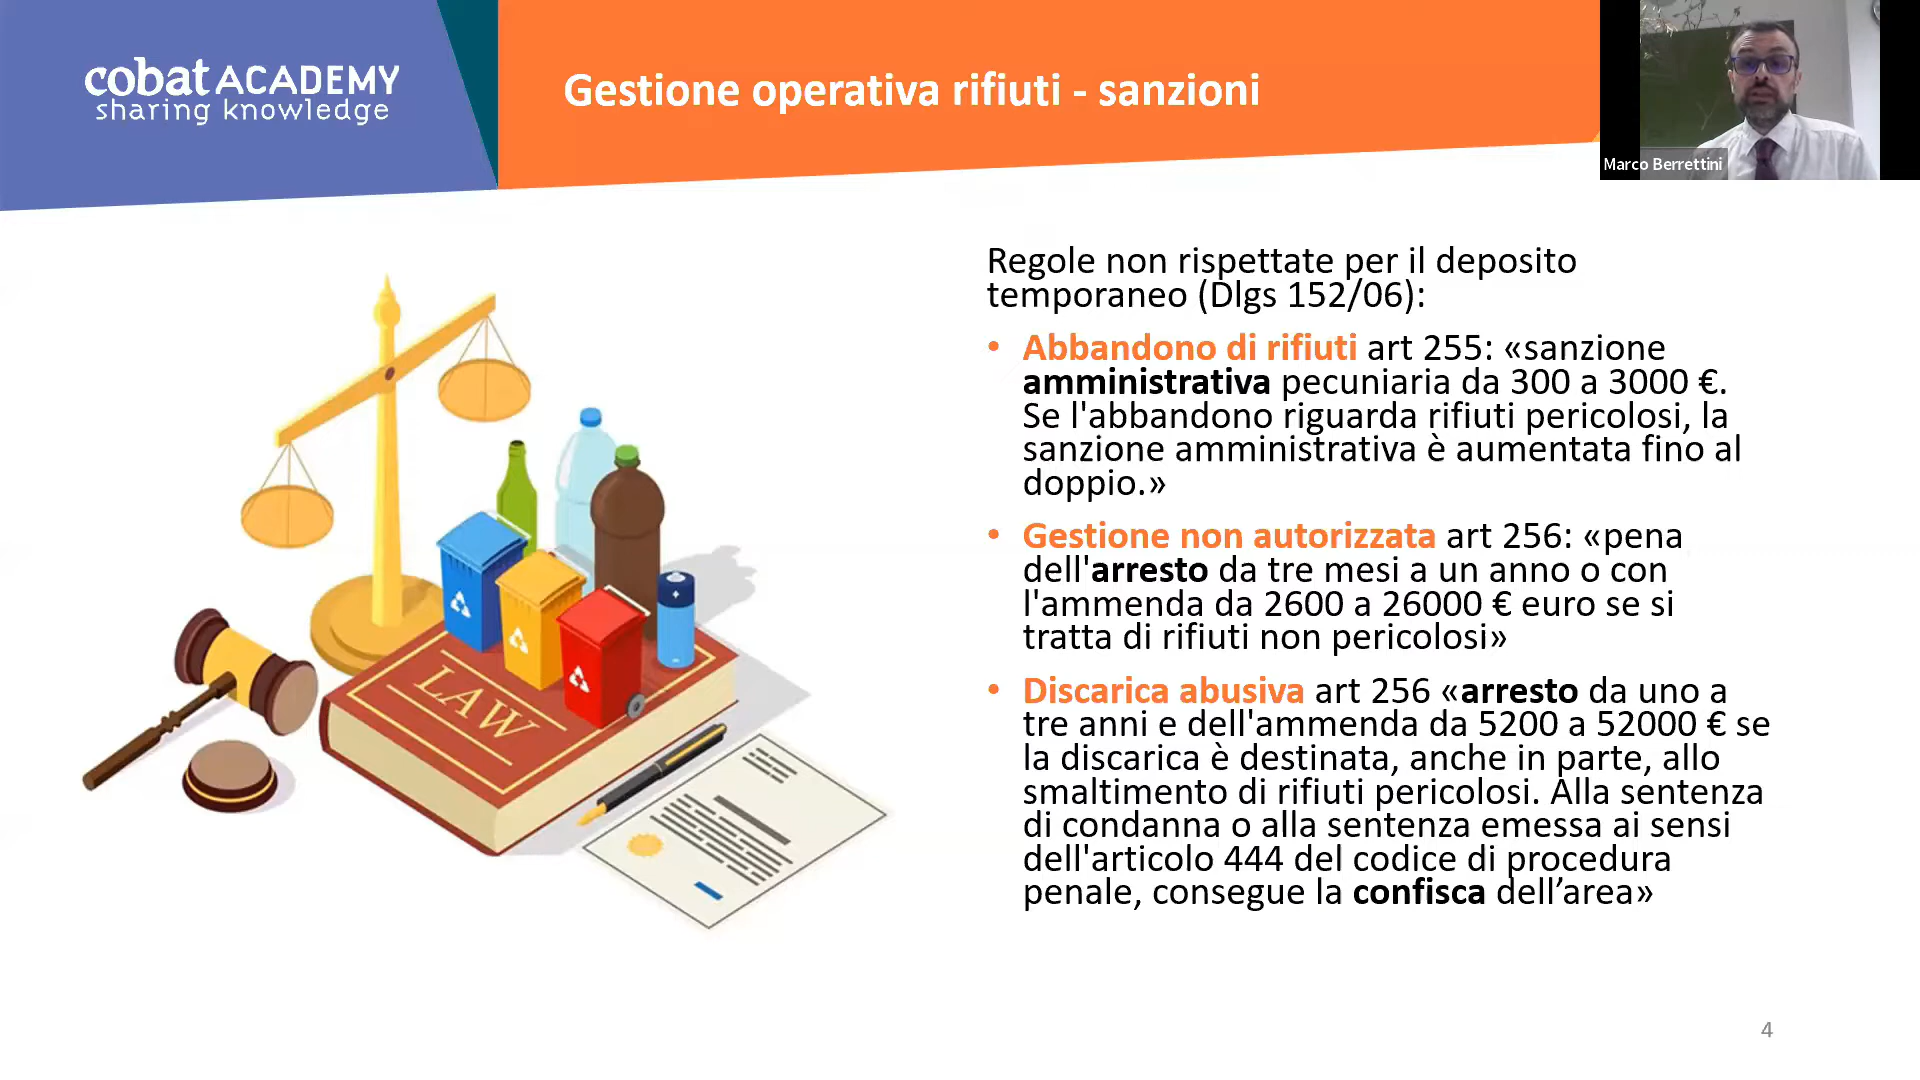 cobat ACADEMY
sharing knowledge
Gestione operativa rifiuti - sanzioni
Marco Berrettini
Regole non rispettate per il deposito
temporaneo (Dlgs 152/06):
• Abbandono di rifiuti art 255: «sanzione
amministrativa pecuniaria da 300 a 3000 €.
Se l'abbandono riguarda rifiuti pericolosi, la
sanzione amministrativa è aumentata fino al
doppio.»
• Gestione non autorizzata art 256: «pena
dell'arresto da tre mesi a un anno o con
l'ammenda da 2600 a 26000 € euro se si
tratta di rifiuti non pericolosi»
• Discarica abusiva art 256 «arresto da uno a
tre anni e dell'ammenda da 5200 a 52000 € se
la discarica è destinata, anche in parte, allo
smaltimento di rifiuti pericolosi. Alla sentenza
di condanna o alla sentenza emessa ai sensi
dell'articolo 444 del codice di procedura
penale, consegue la confisca dell’area»
LAW
4